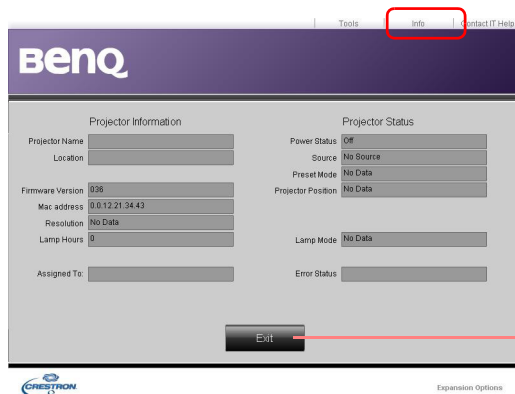 Tools Info Contact IT Help
BenQ
Projector Information
Projector Name
Location
Firmware Version 036
Mac address 0.0.12.21.34.43
Resolution No Data
Lamp Hours 0
Assigned To:
Projector Status
Power Status Off
Source No Source
Preset Mode No Data
Projector Position No Data
Lamp Mode No Data
Error Status
Exit
CRESTRON
Expansion Options